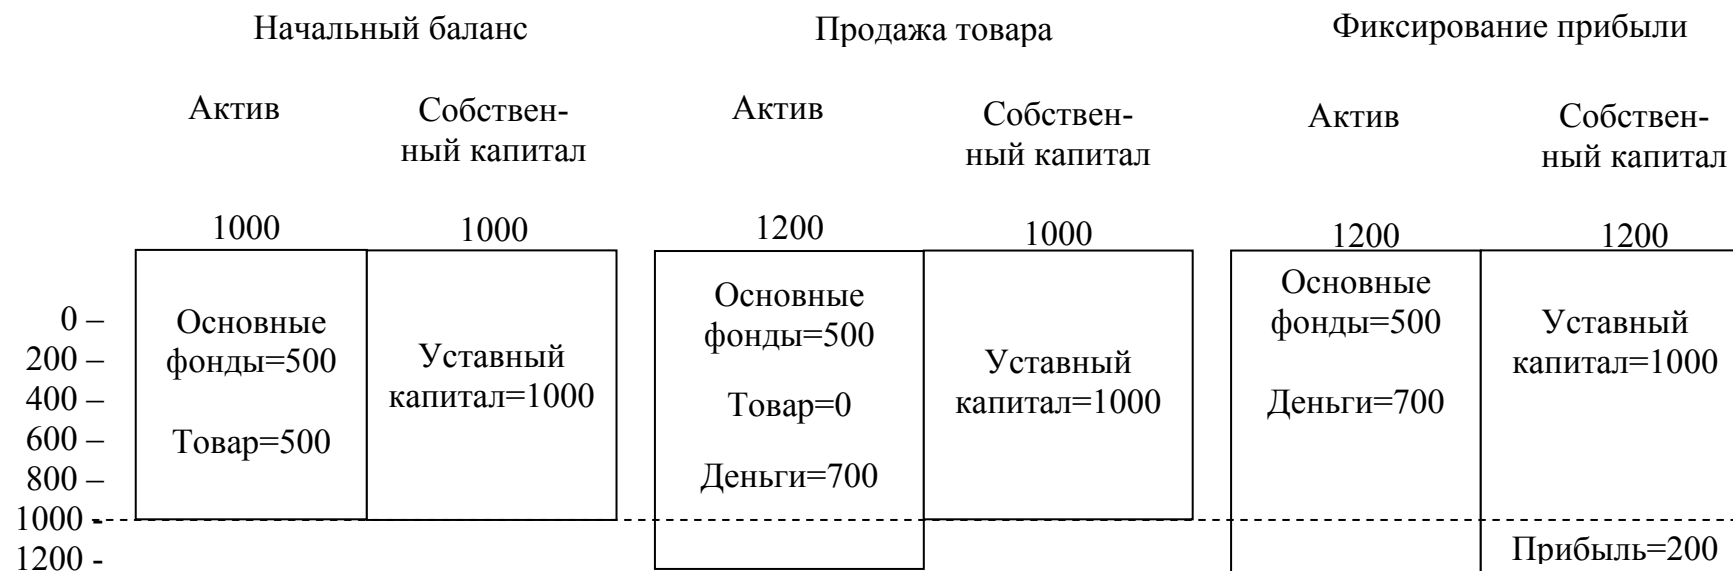 Начальный баланс
Продажа товара
Фиксирование прибыли
Актив
Собствен-
ный капитал
Актив
Собствен-
ный капитал
Актив
Собствен-
ный капитал
1000
1000
1200
1000
1200
1200
0 –
200 –
400 –
600 –
800 –
1000 -
1200 -
Основные
фонды=500
Товар=500
Уставный
капитал=1000
Основные
фонды=500
Товар=0
Деньги=700
Уставный
капитал=1000
Основные
фонды=500
Деньги=700
Уставный
капитал=1000
Прибыль=200